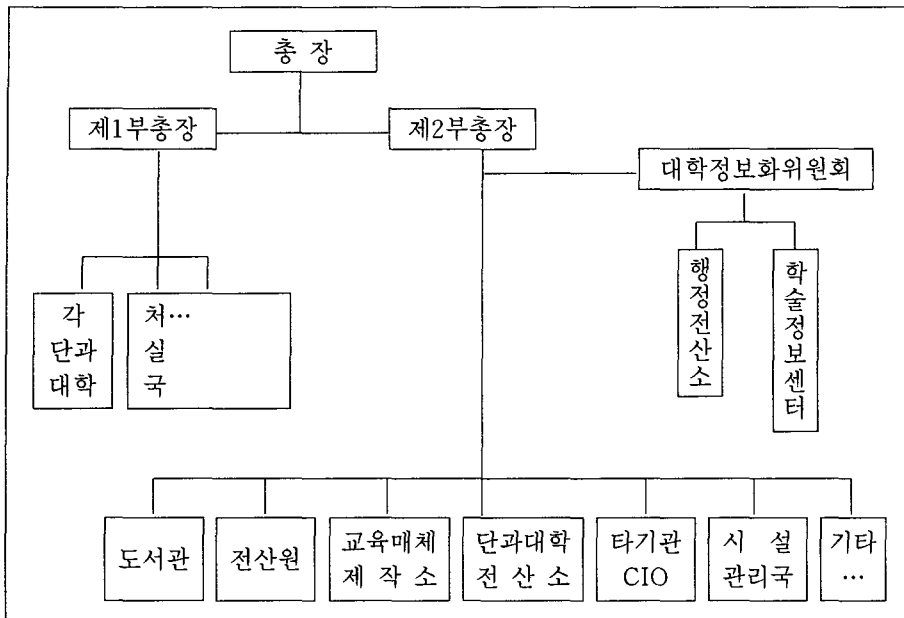 총 장
제1부총장
제2부총장
대학정보화위원회
행정전산소
학술정보센터
각
단과
대학
처…
실
국
도서관
전산원
교육매체
제 작 소
단과대학
전 산 소
타기관
CIO
시 설
관리국
기타
…